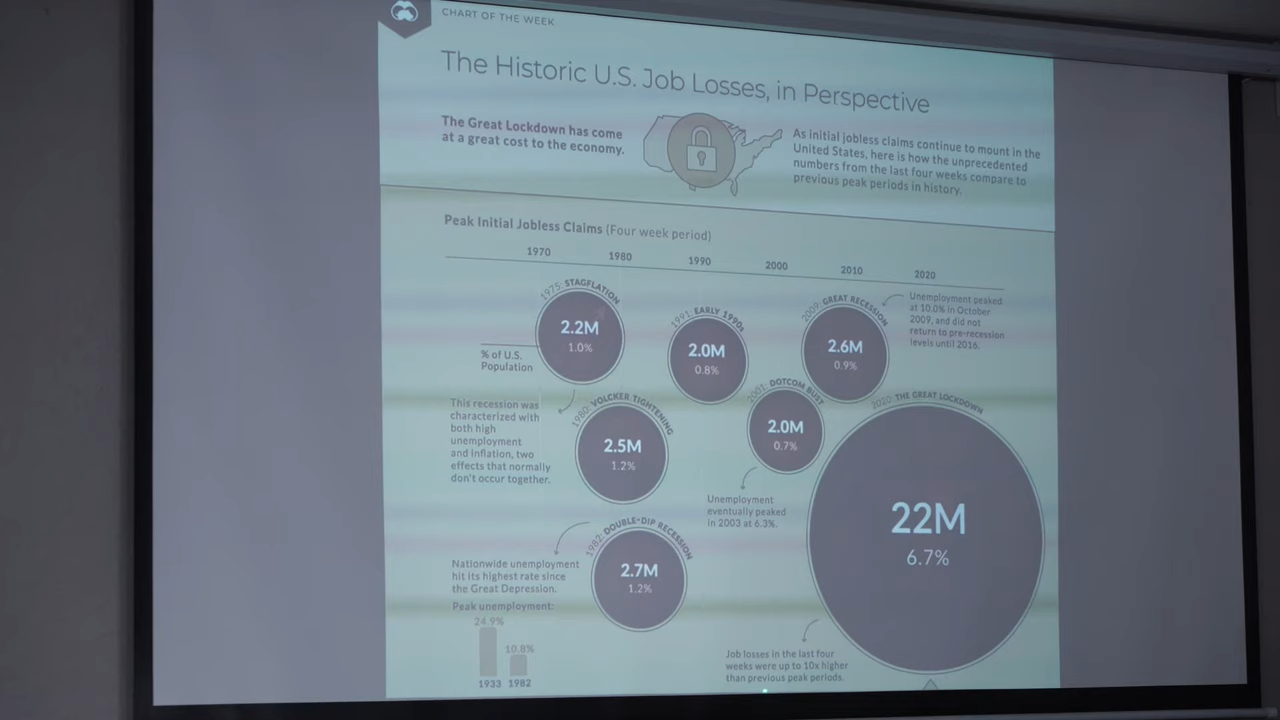 CHART OF THE WEEK
The Historic U.S. Job Losses, in Perspective
The Great Lockdown has come
at a great cost to the economy.
As initial jobless claims continue to mount in the
United States, here is how the unprecedented
numbers from the last four weeks compare to
previous peak periods in history.
Peak Initial Jobless Claims (Four week period)
1970 1980 1990 2000 2010 2020
1975: STAGFLATION
2.2M
1.0%
% of U.S.
Population
This recession was
characterized with
both high
unemployment
and inflation, two
effects that normally
don't occur together.
1980: VOLCKER TIGHTENING
2.5M
1.2%
1982: DOUBLE-DIP RECESSION
2.7M
1.2%
Nationwide unemployment
hit its highest rate since
the Great Depression.
Peak unemployment:
24.9%
10.8%
1933 1982
1991: EARLY 1990s
2.0M
0.8%
2001: DOTCOM BUST
2.0M
0.7%
Unemployment
eventually peaked
in 2003 at 6.3%.
2009: GREAT RECESSION
2.6M
0.9%
Unemployment peaked
at 10.0% in October
2009, and did not
return to pre-recession
levels until 2016.
2020: THE GREAT LOCKDOWN
22M
6.7%
Job losses in the last four
weeks were up to 10x higher
than previous peak periods.